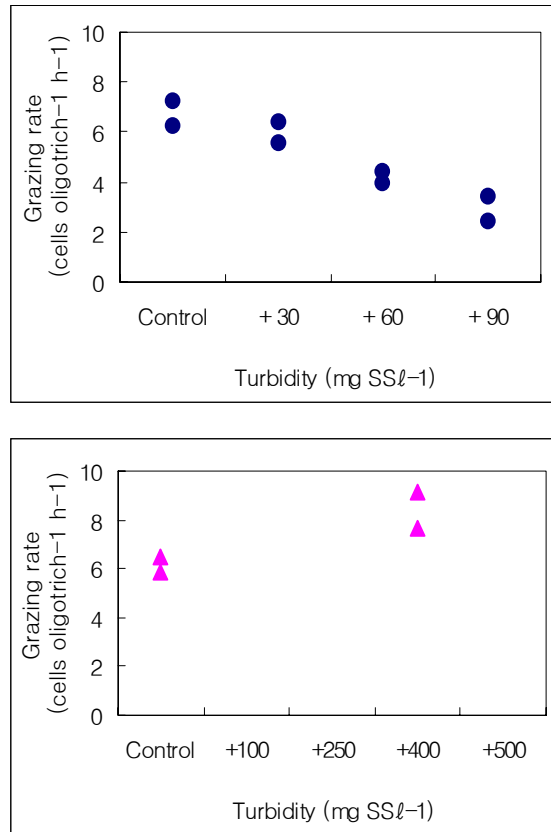 10
8
6
4
2
0
Grazing rate
(cells oligotrich-1 h-1)
Control +30 +60 +90
Turbidity (mg SSℓ-1)
10
8
6
4
2
0
Grazing rate
(cells oligotrich-1 h-1)
Control +100 +250 +400 +500
Turbidity (mg SSℓ-1)